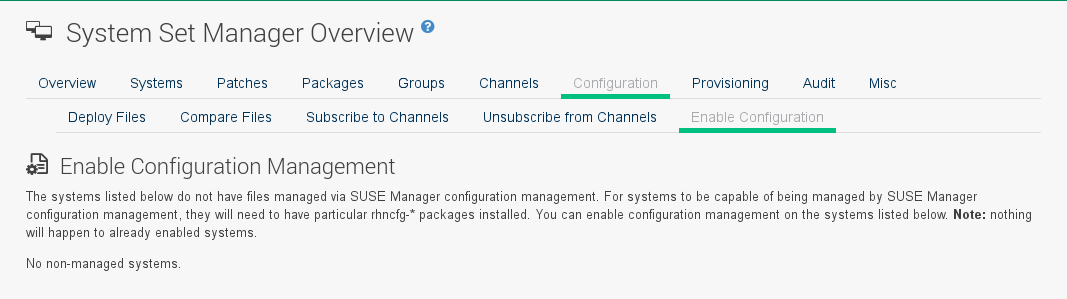 System Set Manager Overview ?
Overview Systems Patches Packages Groups Channels Configuration Provisioning Audit Misc
Deploy Files Compare Files Subscribe to Channels Unsubscribe from Channels Enable Configuration
Enable Configuration Management
The systems listed below do not have files managed via SUSE Manager configuration management. For systems to be capable of being managed by SUSE Manager
configuration management, they will need to have particular rhncfg-* packages installed. You can enable configuration management on the systems listed below. Note: nothing
will happen to already enabled systems.
No non-managed systems.